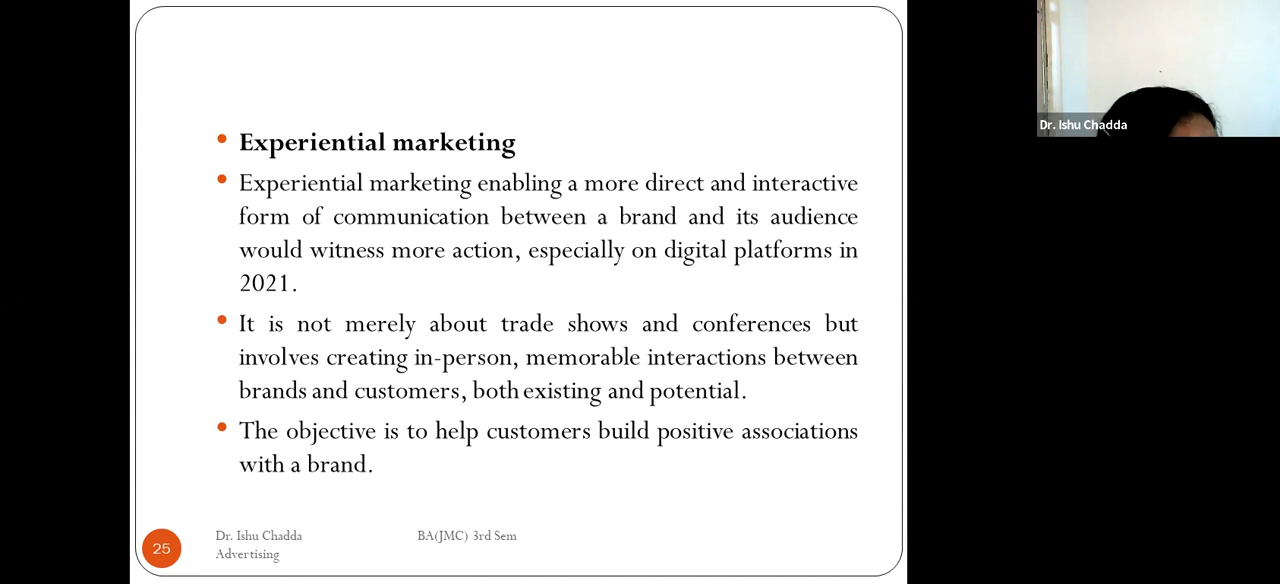 Experiential marketing
Experiential marketing enabling a more direct and interactive
form of communication between a brand and its audience
would witness more action, especially on digital platforms in
2021.
It is not merely about trade shows and conferences but
involves creating in-person, memorable interactions between
brands and customers, both existing and potential.
The objective is to help customers build positive associations
with a brand.
25
Dr. Ishu Chadda
Advertising
BA(JMC) 3rd Sem
Dr. Ishu Chadda